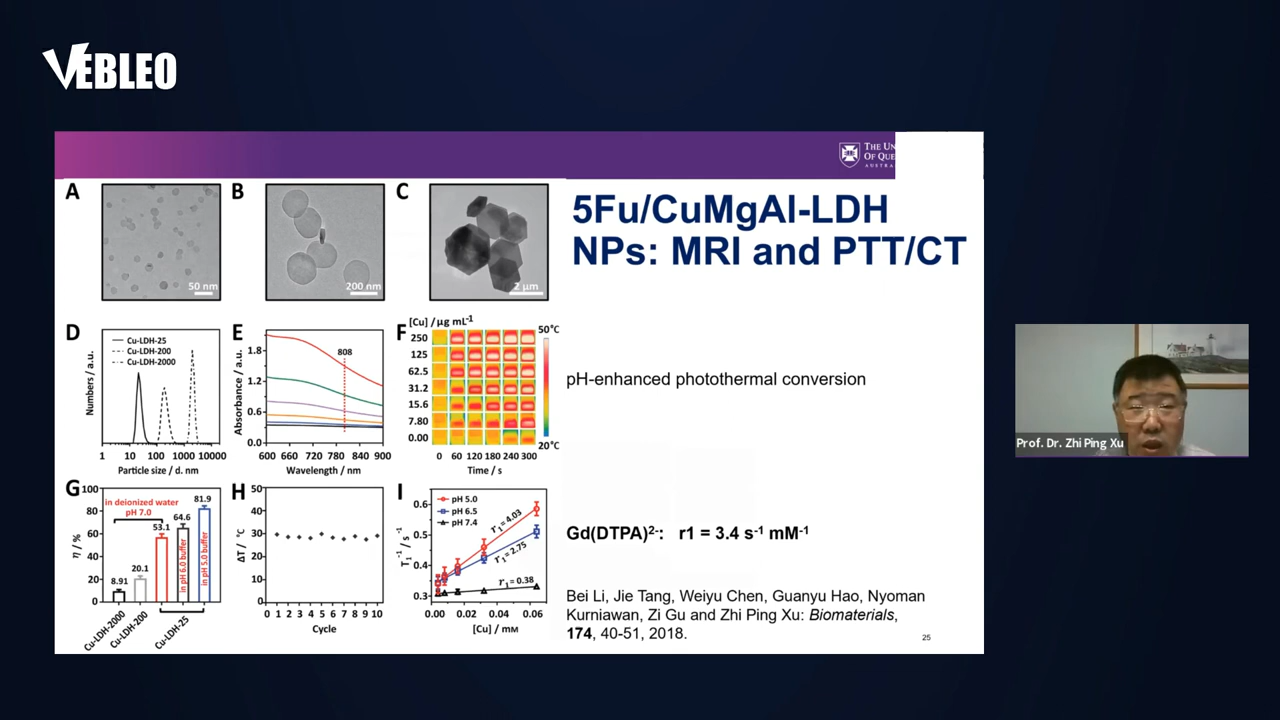 VEBLEO
THE UN
OF QUE
AUSTRA
A
50 nm
B
200 nm
C
2 μm
5Fu/CuMgAl-LDH
NPs: MRI and PTT/CT
D
Cu-LDH-25
Cu-LDH-200
Cu-LDH-2000
Numbers / a.u.
1 10 100 1000 10000
Particle size / d. nm
E
808
Absorbance / a.u.
1.8
1.2
0.6
0.0
600 660 720 780 840 900
Wavelength / nm
F
[Cu] / μg mL-1
250
125
62.5
31.2
15.6
7.80
0.00
50°C
20°C
0 60 120 180 240 300
Time / s
pH-enhanced photothermal conversion
G
η / %
100
80
60
40
20
0
in deionized water
pH 7.0
8.91
20.1
53.1
64.6
81.9
in pH 6.0 buffer
in pH 5.0 buffer
Cu-LDH-2000
Cu-LDH-200
Cu-LDH-25
H
ΔT / °C
50
40
30
20
10
0
0 1 2 3 4 5 6 7 8 9 10
Cycle
I
pH 5.0
pH 6.5
pH 7.4
T1-1 / s-1
0.6
0.5
0.4
0.3
r1= 4.03
r1= 2.75
r1= 0.38
0.00 0.02 0.04 0.06
[Cu] / mM
Gd(DTPA)2-: r1 = 3.4 s-1 mM-1
Bei Li, Jie Tang, Weiyu Chen, Guanyu Hao, Nyoman
Kurniawan, Zi Gu and Zhi Ping Xu: Biomaterials,
174, 40-51, 2018.
25
Prof. Dr. Zhi Ping Xu